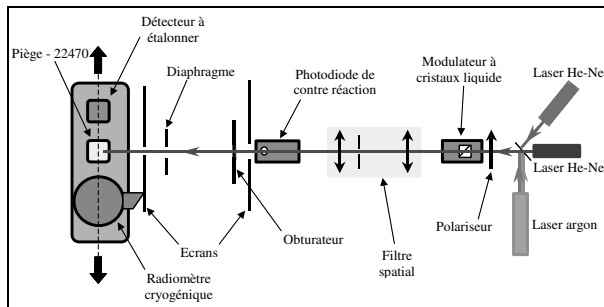 Détecteur à
étalonner
Piège - 22470
Diaphragme
Photodiode de
contre réaction
Modulateur à
cristaux liquide
Laser He-Ne
Laser He-Ne
Polariseur
Laser argon
Ecrans
Obturateur
Filtre
spatial
Radiomètre
cryogénique